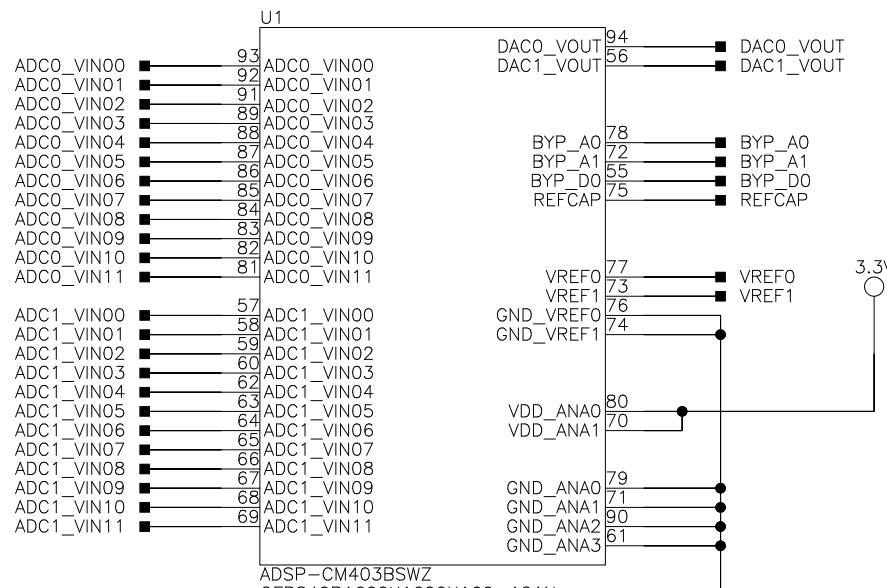 U1
DAC0_VOUT 94 DAC0_VOUT
ADC0_VIN00 93 ADC0_VIN00 DAC1_VOUT 56 DAC1_VOUT
ADC0_VIN01 92 ADC0_VIN01
ADC0_VIN02 91 ADC0_VIN02
ADC0_VIN03 89 ADC0_VIN03
ADC0_VIN04 88 ADC0_VIN04 BYP_A0 78 BYP_A0
ADC0_VIN05 87 ADC0_VIN05 BYP_A1 72 BYP_A1
ADC0_VIN06 86 ADC0_VIN06 BYP_D0 55 BYP_D0
ADC0_VIN07 85 ADC0_VIN07 REFCAP 75 REFCAP
ADC0_VIN08 84 ADC0_VIN08
ADC0_VIN09 83 ADC0_VIN09
ADC0_VIN10 82 ADC0_VIN10
ADC0_VIN11 81 ADC0_VIN11 VREF0 77 VREF0 3.3V
VREF1 73 VREF1
ADC1_VIN00 57 ADC1_VIN00 GND_VREF0 76
ADC1_VIN01 58 ADC1_VIN01 GND_VREF1 74
ADC1_VIN02 59 ADC1_VIN02
ADC1_VIN03 60 ADC1_VIN03
ADC1_VIN04 62 ADC1_VIN04
ADC1_VIN05 63 ADC1_VIN05 VDD_ANA0 80
ADC1_VIN06 64 ADC1_VIN06 VDD_ANA1 70
ADC1_VIN07 65 ADC1_VIN07
ADC1_VIN08 66 ADC1_VIN08
ADC1_VIN09 67 ADC1_VIN09 GND_ANA0 79
ADC1_VIN10 68 ADC1_VIN10 GND_ANA1 71
ADC1_VIN11 69 ADC1_VIN11 GND_ANA2 90
GND_ANA3 61
ADSP-CM403BSWZ